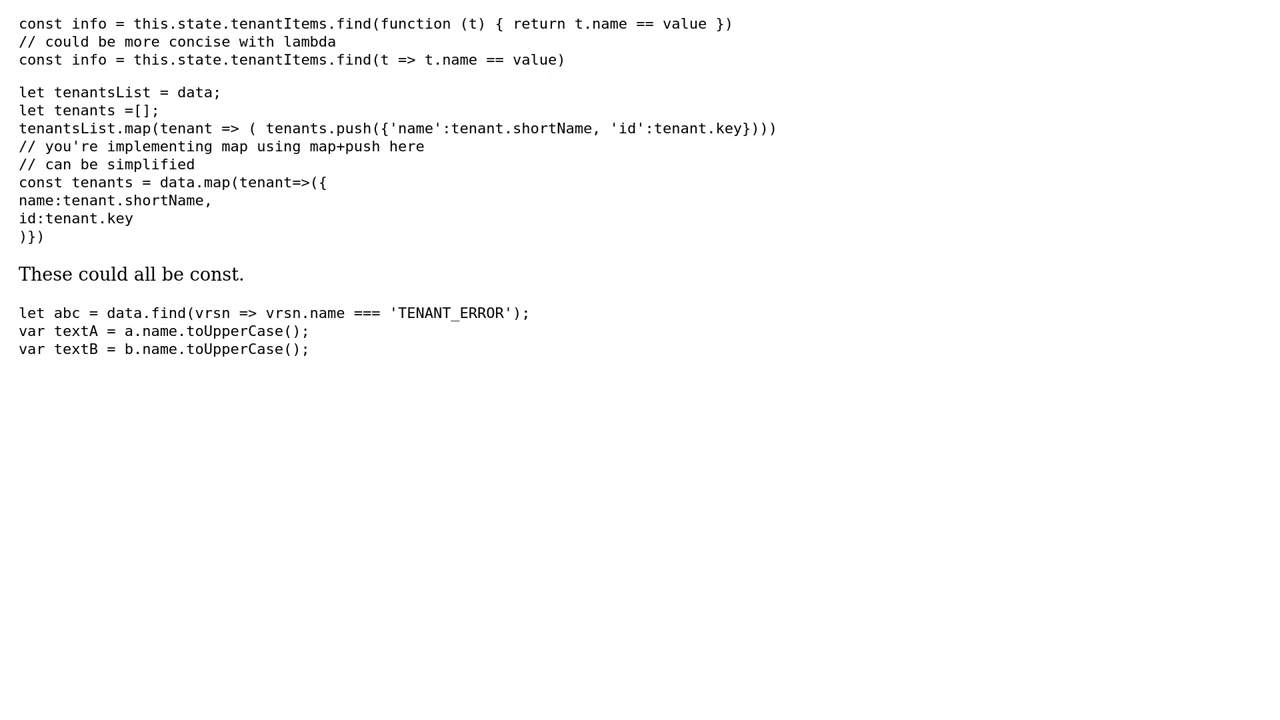 const info = this.state.tenantItems.find(function (t) { return t.name == value })
// could be more concise with lambda
const info = this.state.tenantItems.find(t => t.name == value)
let tenantsList = data;
let tenants =[];
tenantsList.map(tenant => ( tenants.push({'name':tenant.shortName, 'id':tenant.key})))
// you're implementing map using map+push here
// can be simplified
const tenants = data.map(tenant=>({
name:tenant.shortName,
id:tenant.key
)})
These could all be const.
let abc = data.find(vrsn => vrsn.name === 'TENANT_ERROR');
var textA = a.name.toUpperCase();
var textB = b.name.toUpperCase();